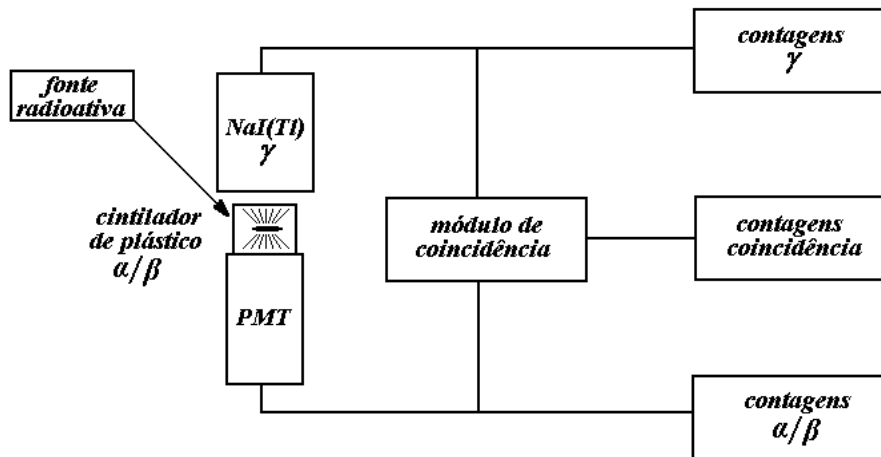 fonte
radioativa
NaI(Tl)
γ
cintilador
de plástico
α/β
PMT
módulo de
coincidência
contagens
γ
contagens
coincidência
contagens
α/β